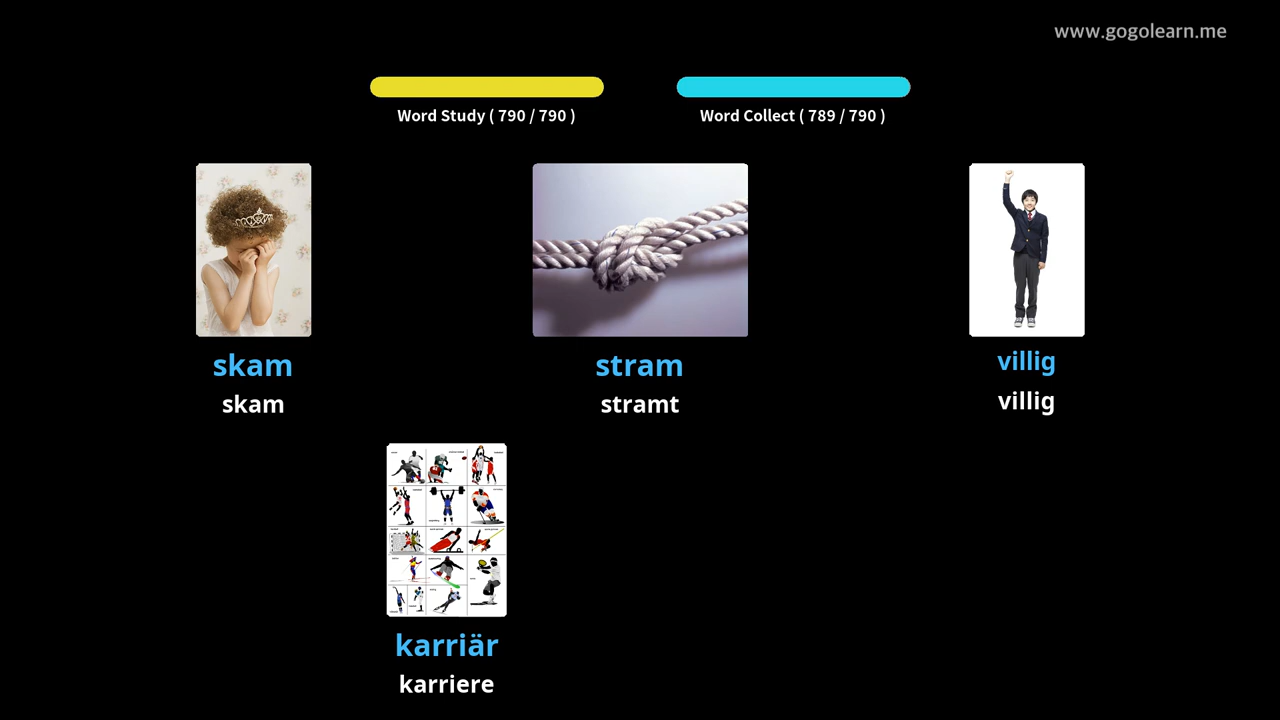 www.gogolearn.me
Word Study ( 790 / 790 )
Word Collect ( 789 / 790 )
skam
skam
stram
stramt
villig
villig
karriär
karriere